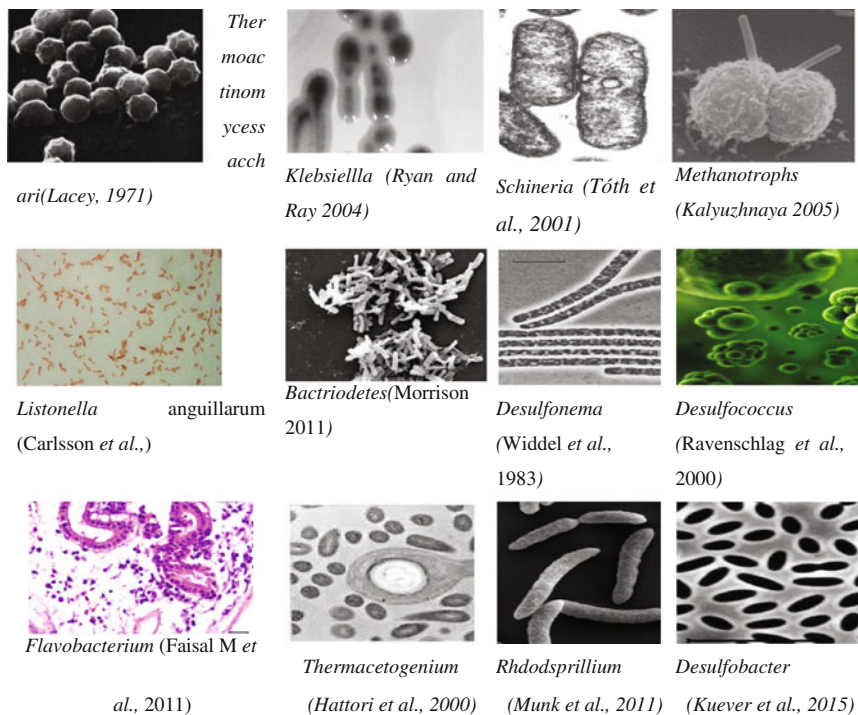 Ther
moac
tinom
ycess
acch
ari(Lacey, 1971)
Klebsiellla (Ryan and
Ray 2004)
Schineria (Tóth et
al., 2001)
Methanotrophs
(Kalyuzhnaya 2005)
Listonella anguillarum
(Carlsson et al.,)
Bactriodetes(Morrison
2011)
Desulfonema
(Widdel et al.,
1983)
Desulfococcus
(Ravenschlag et al.,
2000)
Flavobacterium (Faisal M et
al., 2011)
Thermacetogenium
(Hattori et al., 2000)
Rhdodsprillium
(Munk et al., 2011)
Desulfobacter
(Kuever et al., 2015)